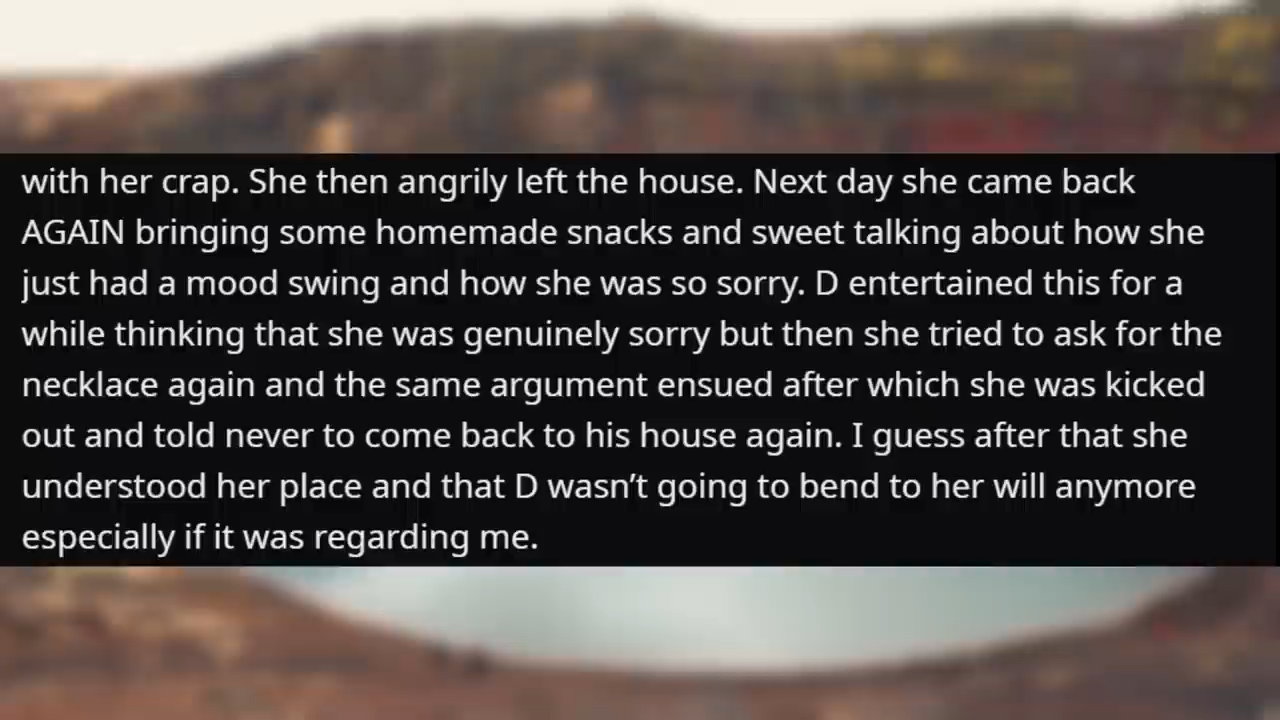 with her crap. She then angrily left the house. Next day she came back
AGAIN bringing some homemade snacks and sweet talking about how she
just had a mood swing and how she was so sorry. D entertained this for a
while thinking that she was genuinely sorry but then she tried to ask for the
necklace again and the same argument ensued after which she was kicked
out and told never to come back to his house again. I guess after that she
understood her place and that D wasn’t going to bend to her will anymore
especially if it was regarding me.